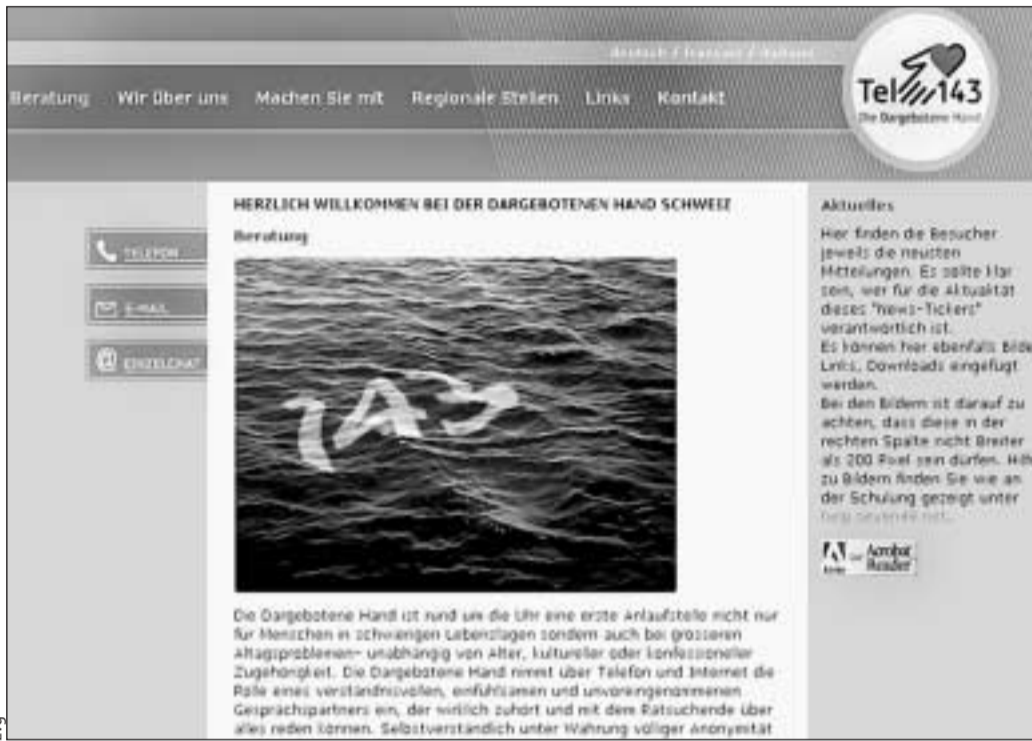 deutsch / français / italiano
Beratung Wir über uns Machen Sie mit Regionale Stellen Links Kontakt
Tel 143
Die Dargebotene Hand
TELEFON
E-MAIL
EINZELCHAT
HERZLICH WILLKOMMEN BEI DER DARGEBOTENEN HAND SCHWEIZ
Beratung
143
Die Dargebotene Hand ist rund um die Uhr eine erste Anlaufstelle nicht nur
für Menschen in schwierigen Lebenslagen sondern auch bei grösseren
Alltagsproblemen- unabhängig von Alter, kultureller oder konfessioneller
Zugehörigkeit. Die Dargebotene Hand nimmt über Telefon und Internet die
Rolle eines verständnisvollen, einfühlsamen und unvoreingenommenen
Gesprächspartners ein, der wirklich zuhört und mit dem Ratsuchende über
alles reden können. Selbstverständlich unter Wahrung völliger Anonymität
Aktuelles
Hier finden die Besucher
jeweils die neusten
Mitteilungen. Es sollte klar
sein, wer für die Aktualität
dieses "News-Tickers"
verantwortlich ist.
Es können hier ebenfalls Bilde
Links, Downloads eingefügt
werden.
Bei den Bildern ist darauf zu
achten, dass diese in der
rechten Spalte nicht Breiter
als 200 Pixel sein dürfen. Hilf
zu Bildern finden Sie wie an
der Schulung gezeigt unter
Acrobat
Reader